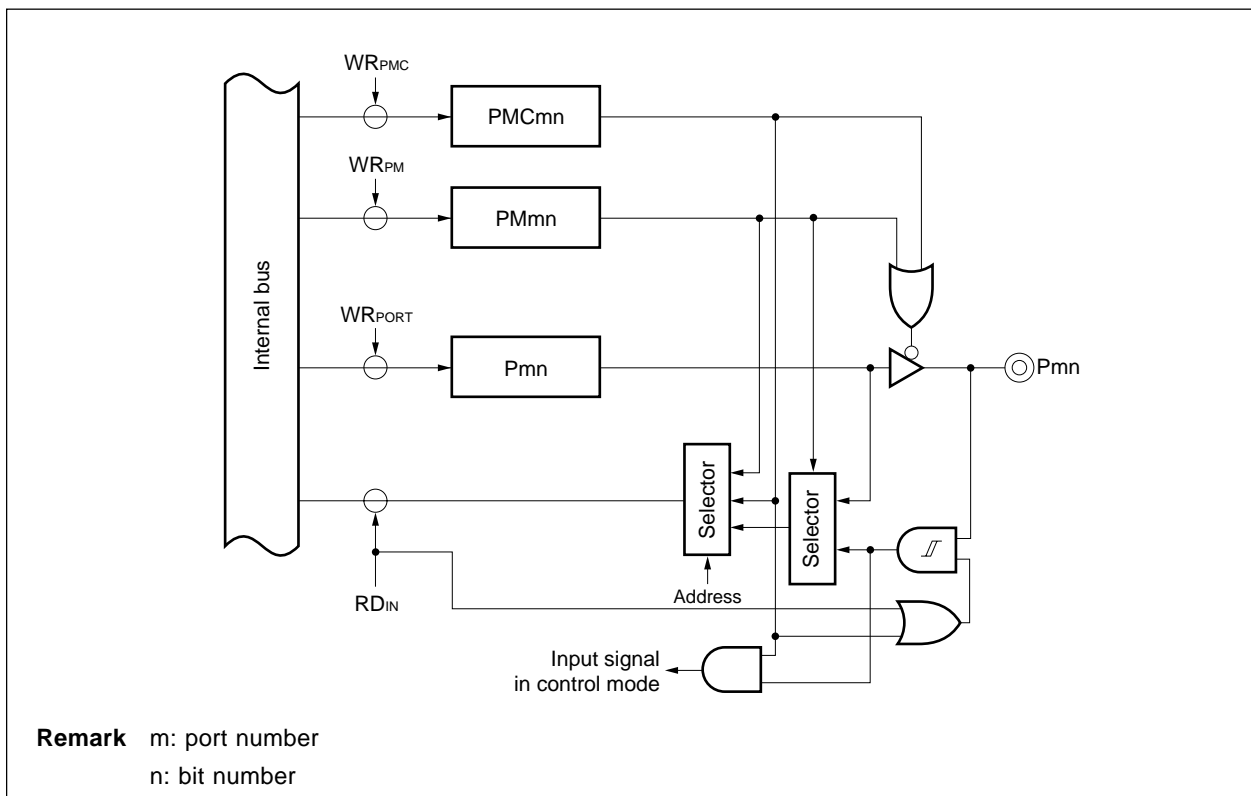 WRPMC
PMCmn
WRPM
PMmn
Internal bus
WRPORT
Pmn
Pmn
Selector
Selector
Address
RDIN
Input signal
in control mode
Remark m: port number
n: bit number